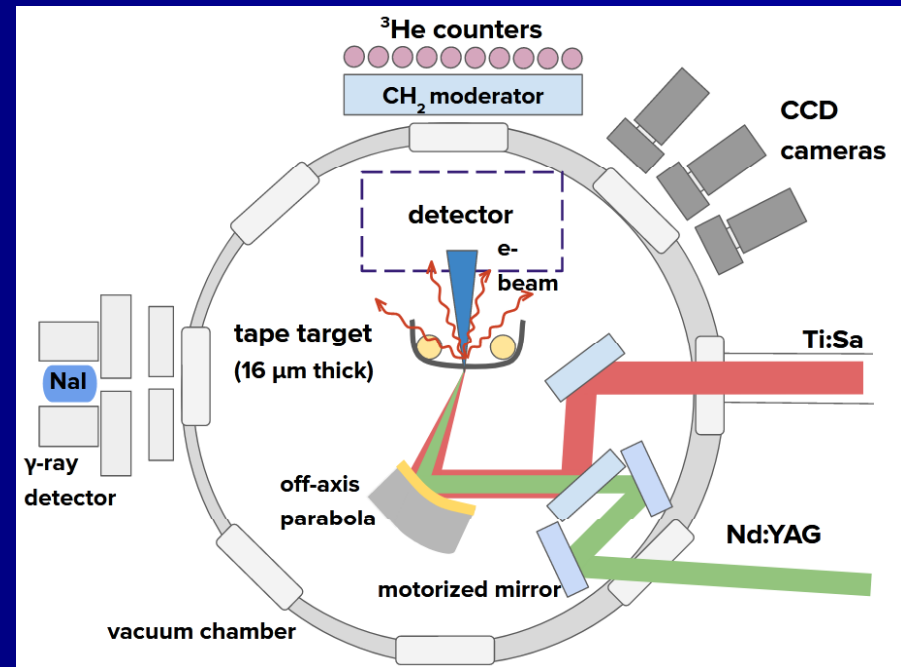 ³He counters
CH₂ moderator
CCD
cameras
detector
e-
beam
tape target
(16 µm thick)
Ti:Sa
NaI
γ-ray
detector
off-axis
parabola
Nd:YAG
motorized mirror
vacuum chamber